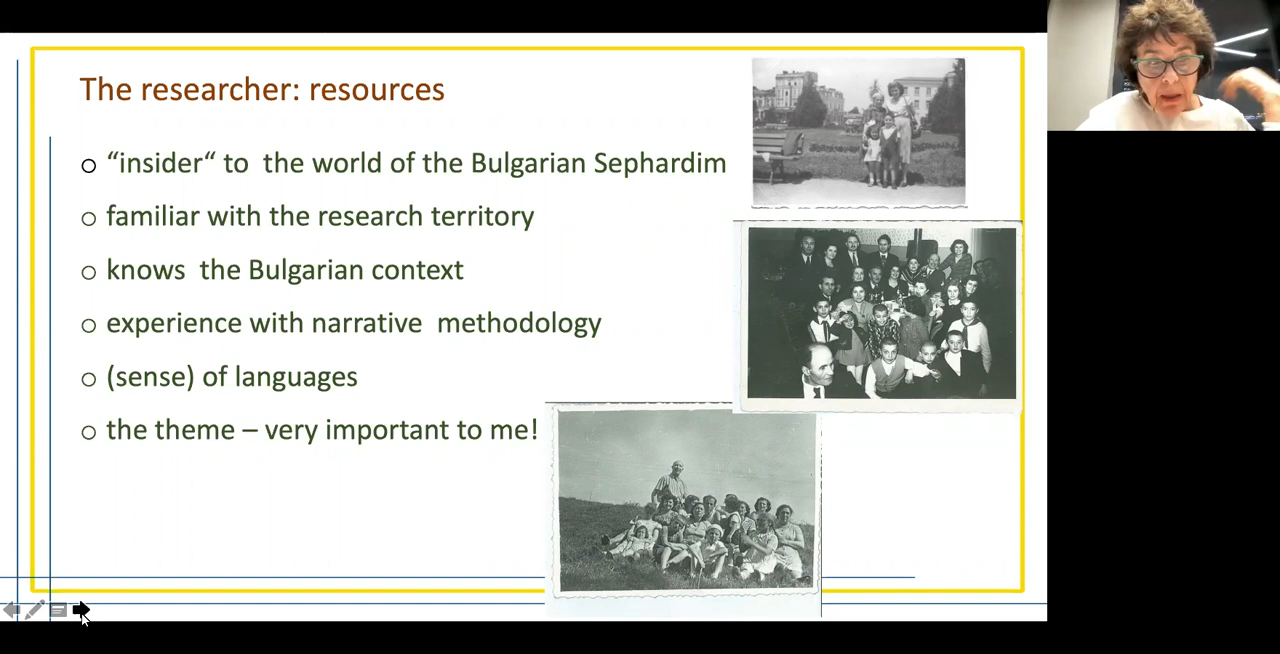 The researcher: resources
○ “insider“ to the world of the Bulgarian Sephardim
○ familiar with the research territory
○ knows the Bulgarian context
○ experience with narrative methodology
○ (sense) of languages
○ the theme – very important to me!